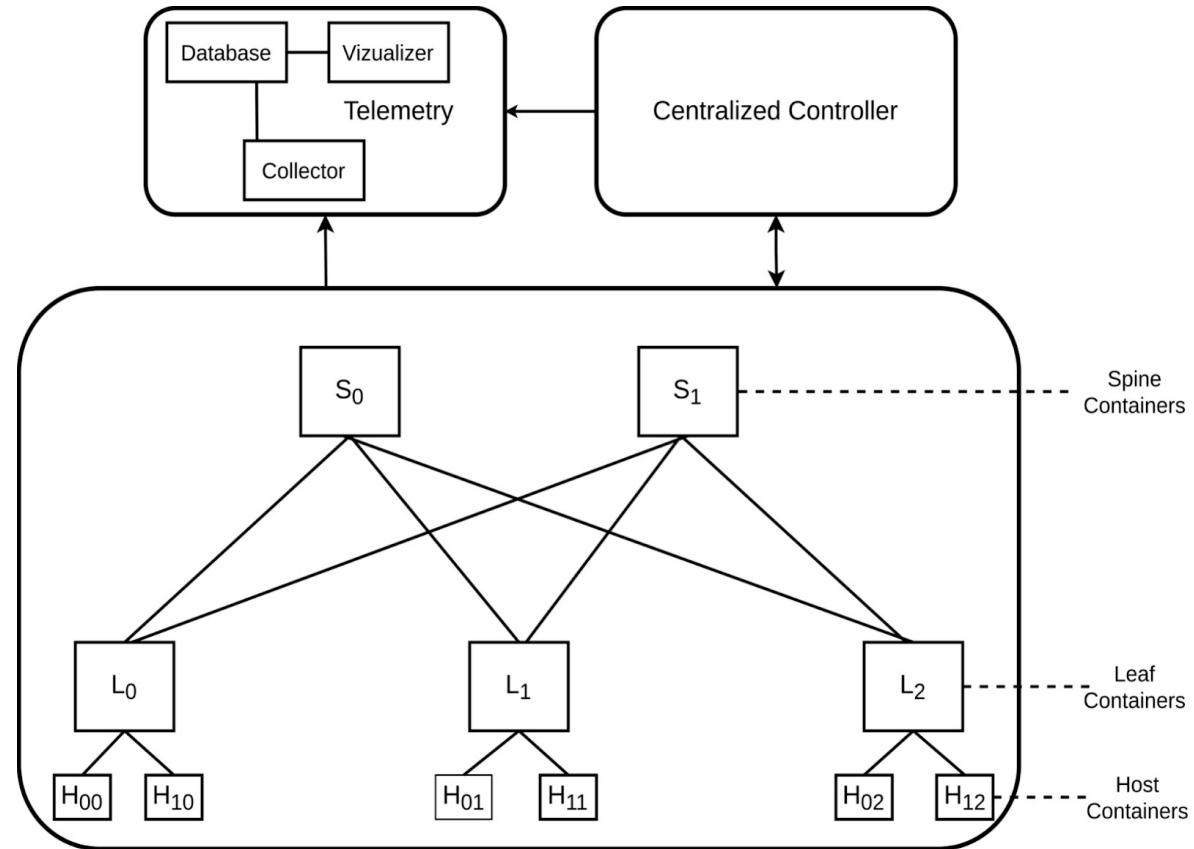 Database
Vizualizer
Telemetry
Collector
Centralized Controller
S0
S1
Spine
Containers
L0
L1
L2
Leaf
Containers
H00
H10
H01
H11
H02
H12
Host
Containers